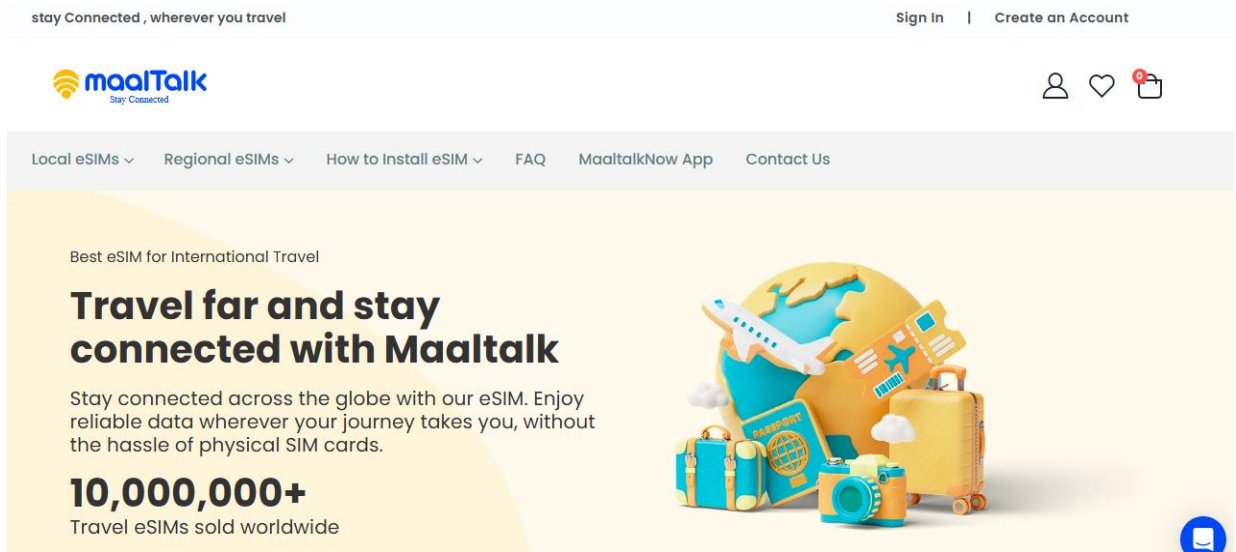 stay Connected , wherever you travel
Sign In | Create an Account
maalTalk
Stay Connected
0
Local eSIMs Regional eSIMs How to Install eSIM FAQ MaaltalkNow App Contact Us
Best eSIM for International Travel
Travel far and stay
connected with Maaltalk
Stay connected across the globe with our eSIM. Enjoy
reliable data wherever your journey takes you, without
the hassle of physical SIM cards.
PASSPORT
10,000,000+
Travel eSIMs sold worldwide